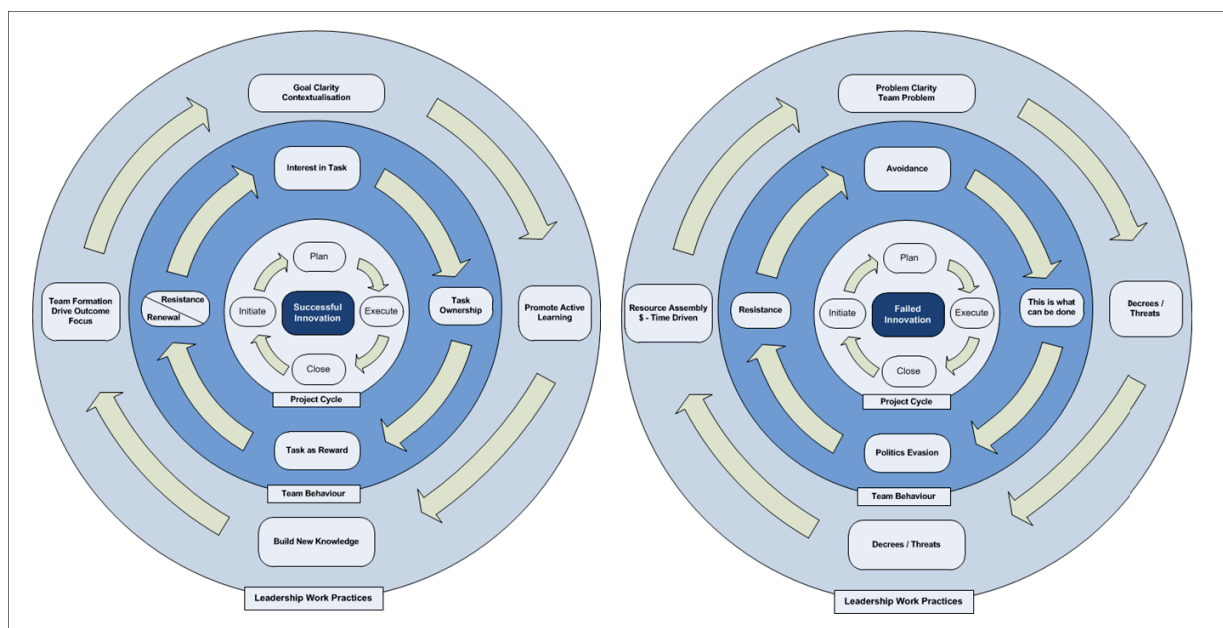 Goal Clarity
Contextualisation
Interest in Task
Plan
Team Formation
Drive Outcome
Focus
Resistance
Renewal
Initiate
Successful
Innovation
Execute
Task
Ownership
Promote Active
Learning
Close
Project Cycle
Task as Reward
Team Behaviour
Build New Knowledge
Leadership Work Practices
Problem Clarity
Team Problem
Avoidance
Plan
Resource Assembly
$ - Time Driven
Resistance
Initiate
Failed
Innovation
Execute
This is what
can be done
Decrees /
Threats
Close
Project Cycle
Politics Evasion
Team Behaviour
Decrees / Threats
Leadership Work Practices